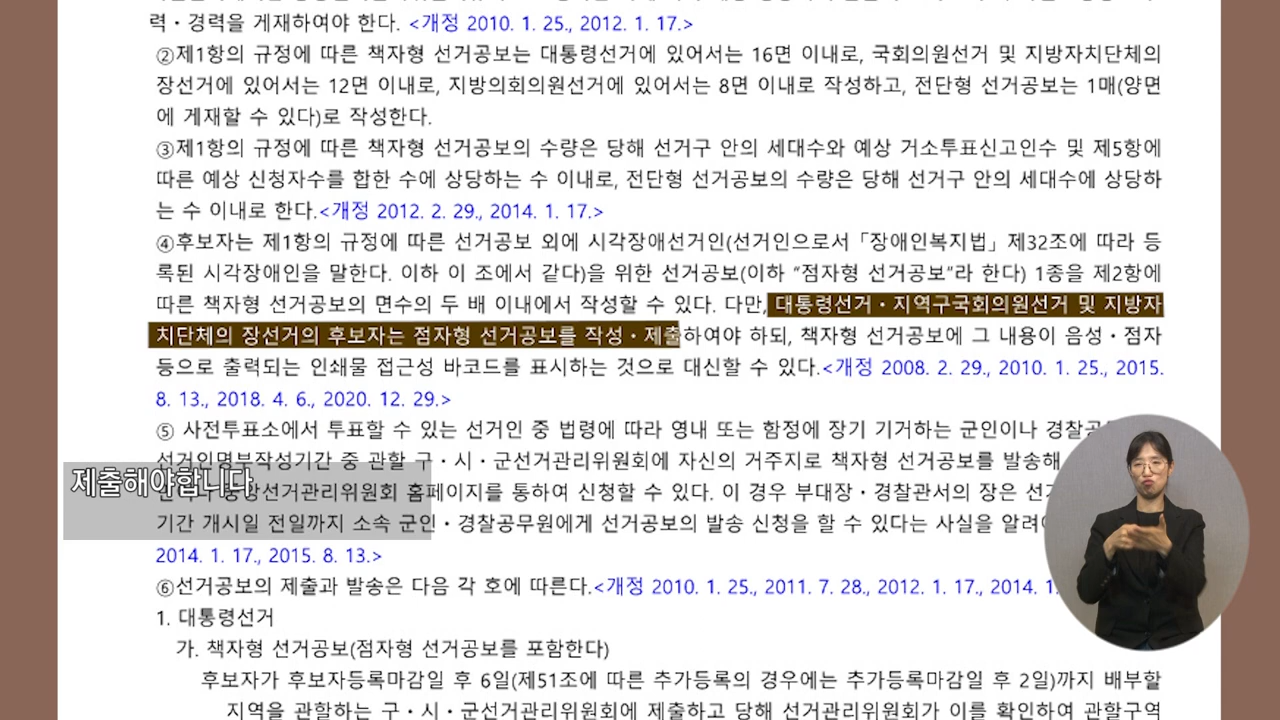 력・경력을 게재하여야 한다. <개정 2010. 1. 25., 2012. 1. 17.>
②제1항의 규정에 따른 책자형 선거공보는 대통령선거에 있어서는 16면 이내로, 국회의원선거 및 지방자치단체의
장선거에 있어서는 12면 이내로, 지방의회의원선거에 있어서는 8면 이내로 작성하고, 전단형 선거공보는 1매(양면
에 게재할 수 있다)로 작성한다.
③제1항의 규정에 따른 책자형 선거공보의 수량은 당해 선거구 안의 세대수와 예상 거소투표신고인수 및 제5항에
따른 예상 신청자수를 합한 수에 상당하는 수 이내로, 전단형 선거공보의 수량은 당해 선거구 안의 세대수에 상당하
는 수 이내로 한다.<개정 2012. 2. 29., 2014. 1. 17.>
④후보자는 제1항의 규정에 따른 선거공보 외에 시각장애선거인(선거인으로서「장애인복지법」제32조에 따라 등
록된 시각장애인을 말한다. 이하 이 조에서 같다)을 위한 선거공보(이하 “점자형 선거공보”라 한다) 1종을 제2항에
따른 책자형 선거공보의 면수의 두 배 이내에서 작성할 수 있다. 다만, 대통령선거・지역구국회의원선거 및 지방자
치단체의 장선거의 후보자는 점자형 선거공보를 작성・제출하여야 하되, 책자형 선거공보에 그 내용이 음성・점자
등으로 출력되는 인쇄물 접근성 바코드를 표시하는 것으로 대신할 수 있다.<개정 2008. 2. 29., 2010. 1. 25., 2015.
8. 13., 2018. 4. 6., 2020. 12. 29.>
⑤ 사전투표소에서 투표할 수 있는 선거인 중 법령에 따라 영내 또는 함정에 장기 기거하는 군인이나
선거인명부작성기간 중 관할 구・시・군선거관리위원회에 자신의 거주지로 책자형 선거공보를 발송해
제출해야합니다
중앙선거관리위원회 홈페이지를 통하여 신청할 수 있다. 이 경우 부대장・경찰관서의 장은
기간 개시일 전일까지 소속 군인・경찰공무원에게 선거공보의 발송 신청을 할 수 있다는 사실을
2014. 1. 17., 2015. 8. 13.>
⑥선거공보의 제출과 발송은 다음 각 호에 따른다.<개정 2010. 1. 25., 2011. 7. 28., 2012. 1. 17., 2014.
1. 대통령선거
가. 책자형 선거공보(점자형 선거공보를 포함한다)
후보자가 후보자등록마감일 후 6일(제51조에 따른 추가등록의 경우에는 추가등록마감일 후 2일)까지 배부할
지역을 관할하는 구・시・군선거관리위원회에 제출하고 당해 선거관리위원회가 이를 확인하여 관할구역